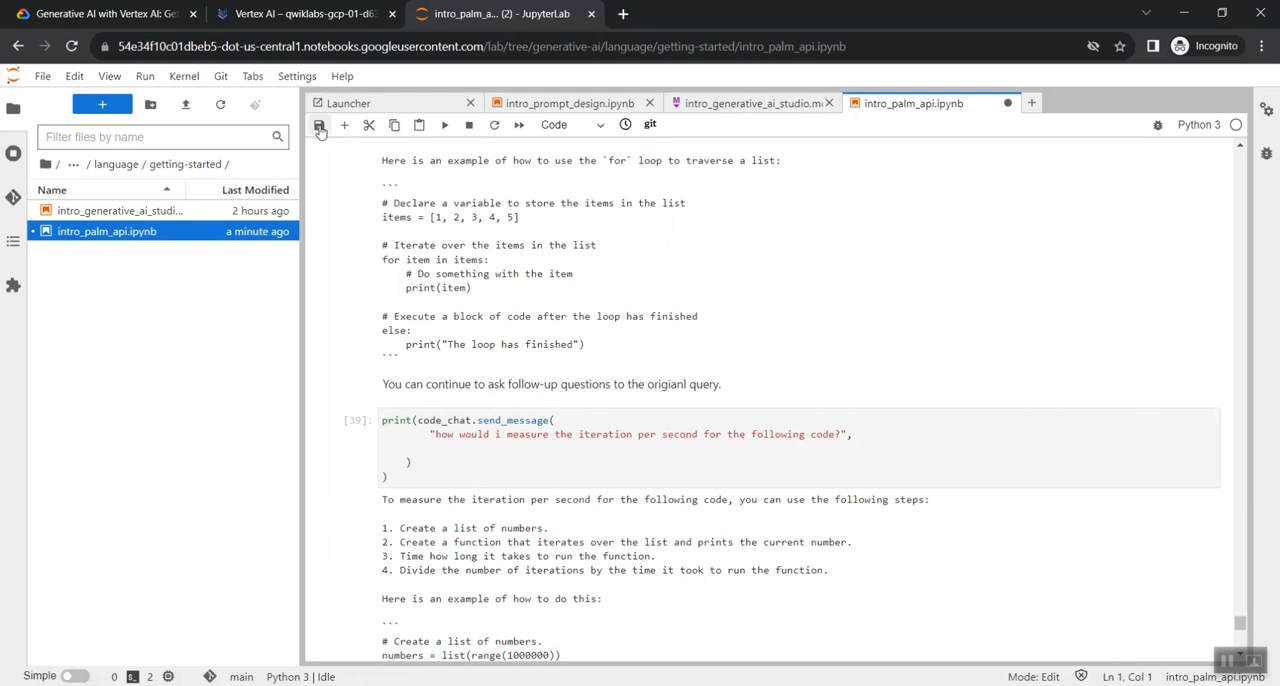 Generative AI with Vertex AI: Get
Vertex AI – qwiklabs-gcp-01-d63
intro_palm_a... (2) - JupyterLab
54e34f10c01dbeb5-dot-us-central1.notebooks.googleusercontent.com/lab/tree/generative-ai/language/getting-started/intro_palm_api.ipynb
Incognito
File Edit View Run Kernel Git Tabs Settings Help
Launcher
intro_prompt_design.ipynb
intro_generative_ai_studio.m
intro_palm_api.ipynb
Code
git
Python 3
Filter files by name
/ ... / language / getting-started /
Name
Last Modified
intro_generative_ai_studi...
2 hours ago
intro_palm_api.ipynb
a minute ago
Here is an example of how to use the `for` loop to traverse a list:
```
# Declare a variable to store the items in the list
items = [1, 2, 3, 4, 5]
# Iterate over the items in the list
for item in items:
# Do something with the item
print(item)
# Execute a block of code after the loop has finished
else:
print("The loop has finished")
```
You can continue to ask follow-up questions to the origianl query.
[39]:
print(code_chat.send_message(
"how would i measure the iteration per second for the following code?",
)
)
To measure the iteration per second for the following code, you can use the following steps:
1. Create a list of numbers.
2. Create a function that iterates over the list and prints the current number.
3. Time how long it takes to run the function.
4. Divide the number of iterations by the time it took to run the function.
Here is an example of how to do this:
```
# Create a list of numbers.
numbers = list(range(1000000))
Simple
0
2
main
Python 3 | Idle
Mode: Edit
Ln 1, Col 1
intro_palm_api.ipynb